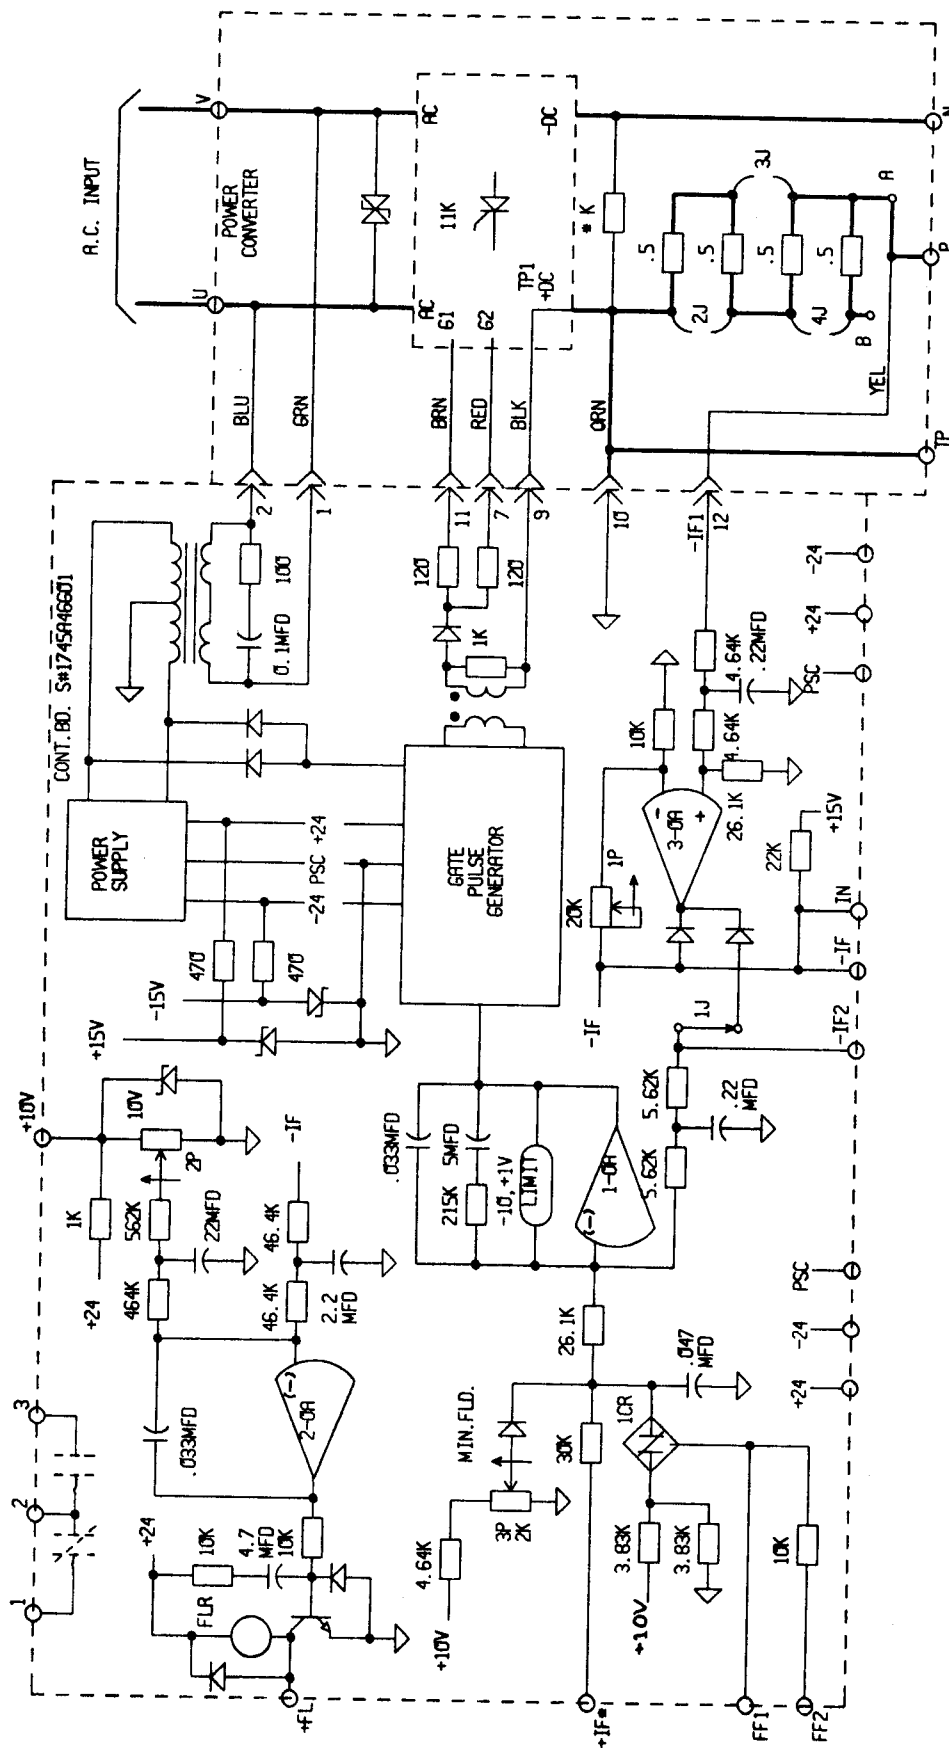 1
2
3
+10V
CONT. BD. S#1745A46G01
A.C. INPUT
+24
1K
+15V
-15V
POWER
SUPPLY
2
BLU
U
V
POWER
CONVERTER
FLR
10K
4.7
MFD
10K
.033MFD
464K
562K
2P
10V
22MFD
470
470
-24 PSC +24
0.1MFD
100
1
GRN
+FL
2-OA
(-)
46.4K
46.4K
-IF
2.2
MFD
GATE
PULSE
GENERATOR
120
11
BRN
G1
AC
AC
11K
120
7
RED
G2
1K
9
BLK
TP1
+DC
-DC
+10V
4.64K
3P
2K
MIN.FLD.
.033MFD
215K
5MFD
-10,+1V
LIMIT
1-OA
(-)
26.1K
-IF
20K
1P
10K
10
ORN
* K
+IF*
30K
.047
MFD
1CR
+10V
3.83K
3.83K
10K
FF1
FF2
5.62K
5.62K
.22
MFD
1J
3-OA
-
+
26.1K
4.64K
4.64K
.22MFD
-IF1
12
YEL
22K
+15V
2J
4J
3J
.5
.5
.5
.5
B
A
+24
-24
PSC
-IF2
-IF
IN
PSC
+24
-24
TP
P
N